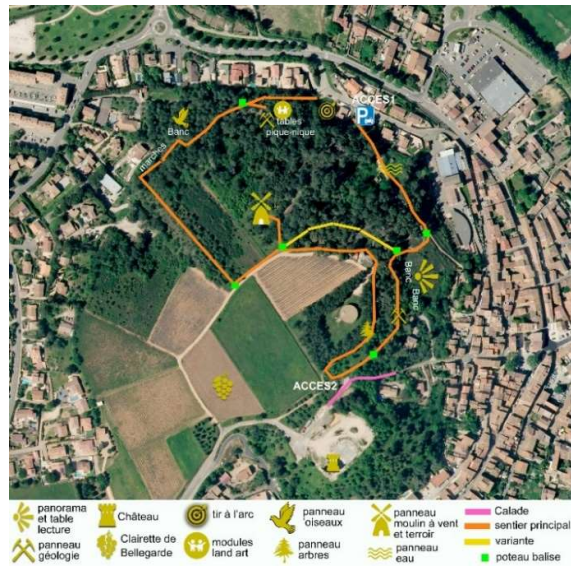 ACCES1
P
Banc
tables
pique-nique
marches
Banc
Banc
ACCES2
panorama
et table
lecture
Château
tir à l'arc
panneau
'oiseaux
panneau
moulin à vent
et terroir
Calade
sentier principal
panneau
géologie
Clairette de
Bellegarde
modules
land art
panneau
arbres
panneau
eau
variante
poteau balise